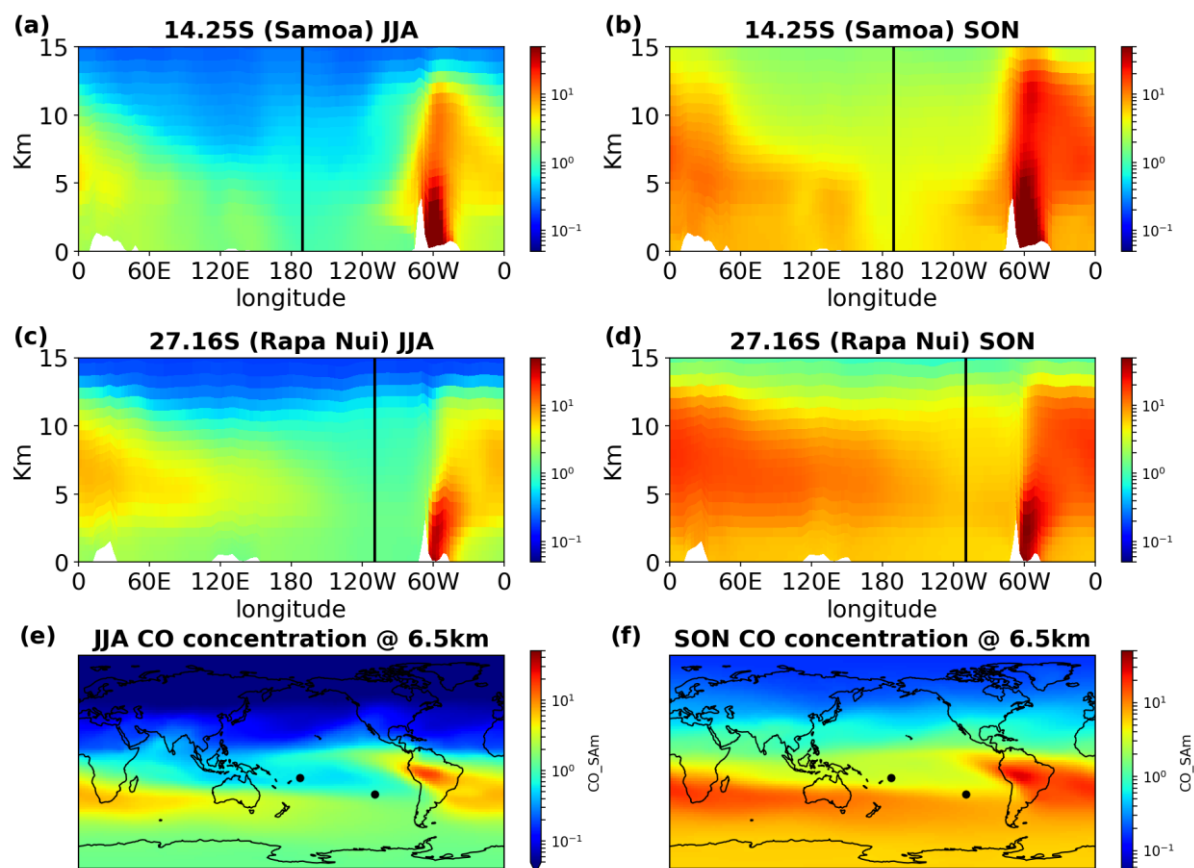 (a) 14.25S (Samoa) JJA
15
10
5
0
Km
0 60E 120E 180 120W 60W 0
longitude
10¹
10⁰
10⁻¹
(b) 14.25S (Samoa) SON
15
10
5
0
Km
0 60E 120E 180 120W 60W 0
longitude
10¹
10⁰
10⁻¹
(c) 27.16S (Rapa Nui) JJA
15
10
5
0
Km
0 60E 120E 180 120W 60W 0
longitude
10¹
10⁰
10⁻¹
(d) 27.16S (Rapa Nui) SON
15
10
5
0
Km
0 60E 120E 180 120W 60W 0
longitude
10¹
10⁰
10⁻¹
(e) JJA CO concentration @ 6.5km
10¹
10⁰
10⁻¹
CO_SAm
(f) SON CO concentration @ 6.5km
10¹
10⁰
10⁻¹
CO_SAm